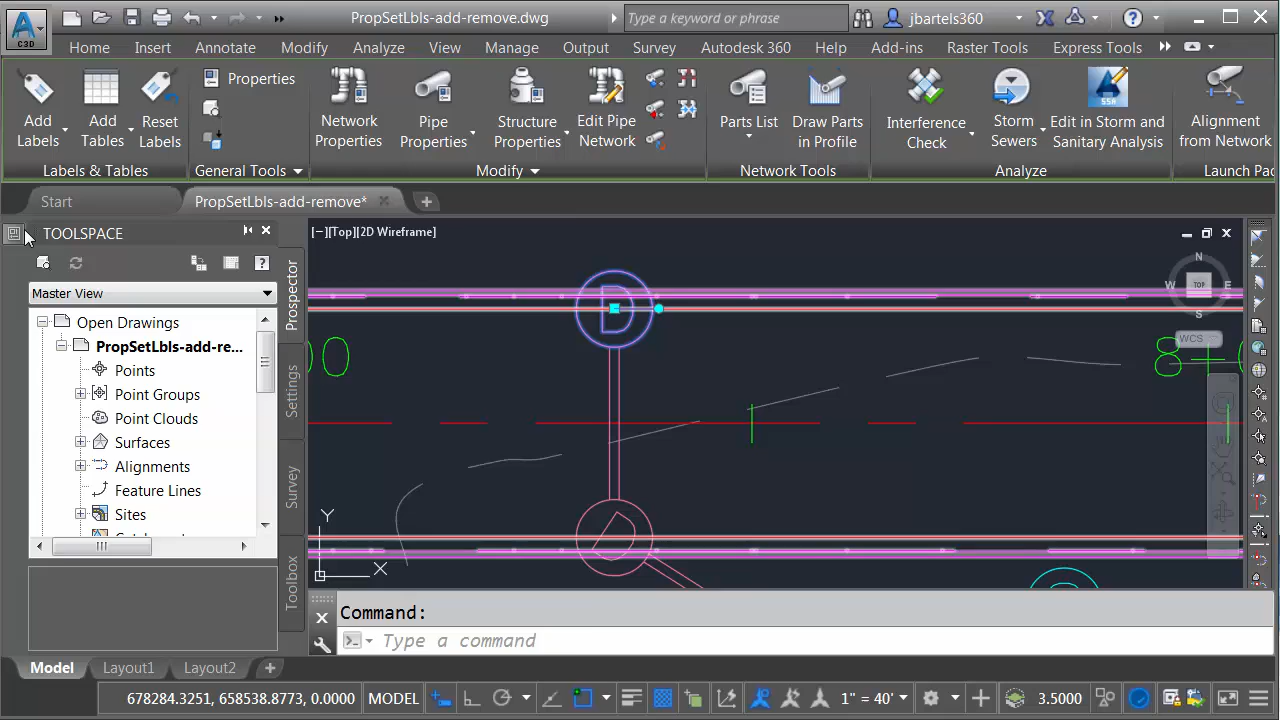 C3D
PropSetLbls-add-remove.dwg
Type a keyword or phrase
jbartels360
Home Insert Annotate Modify Analyze View Manage Output Survey Autodesk 360 Help Add-ins Raster Tools Express Tools
Add Labels
Add Tables
Reset Labels
Labels & Tables
Properties
General Tools
Network Properties
Pipe Properties
Structure Properties
Edit Pipe Network
Modify
Parts List
Draw Parts in Profile
Network Tools
Interference Check
Storm Sewers
SSA
Edit in Storm and Sanitary Analysis
Analyze
Alignment from Network
Launch Pad
Start
PropSetLbls-add-remove*
TOOLSPACE
Master View
Open Drawings
PropSetLbls-add-re...
Points
Point Groups
Point Clouds
Surfaces
Alignments
Feature Lines
Sites
Prospector
Settings
Survey
Toolbox
[−][Top][2D Wireframe]
N
W TOP E
S
WCS
D
00
8+0
D
Y
X
Command:
Type a command
Model Layout1 Layout2
678284.3251, 658538.8773, 0.0000 MODEL 1" = 40' 3.5000